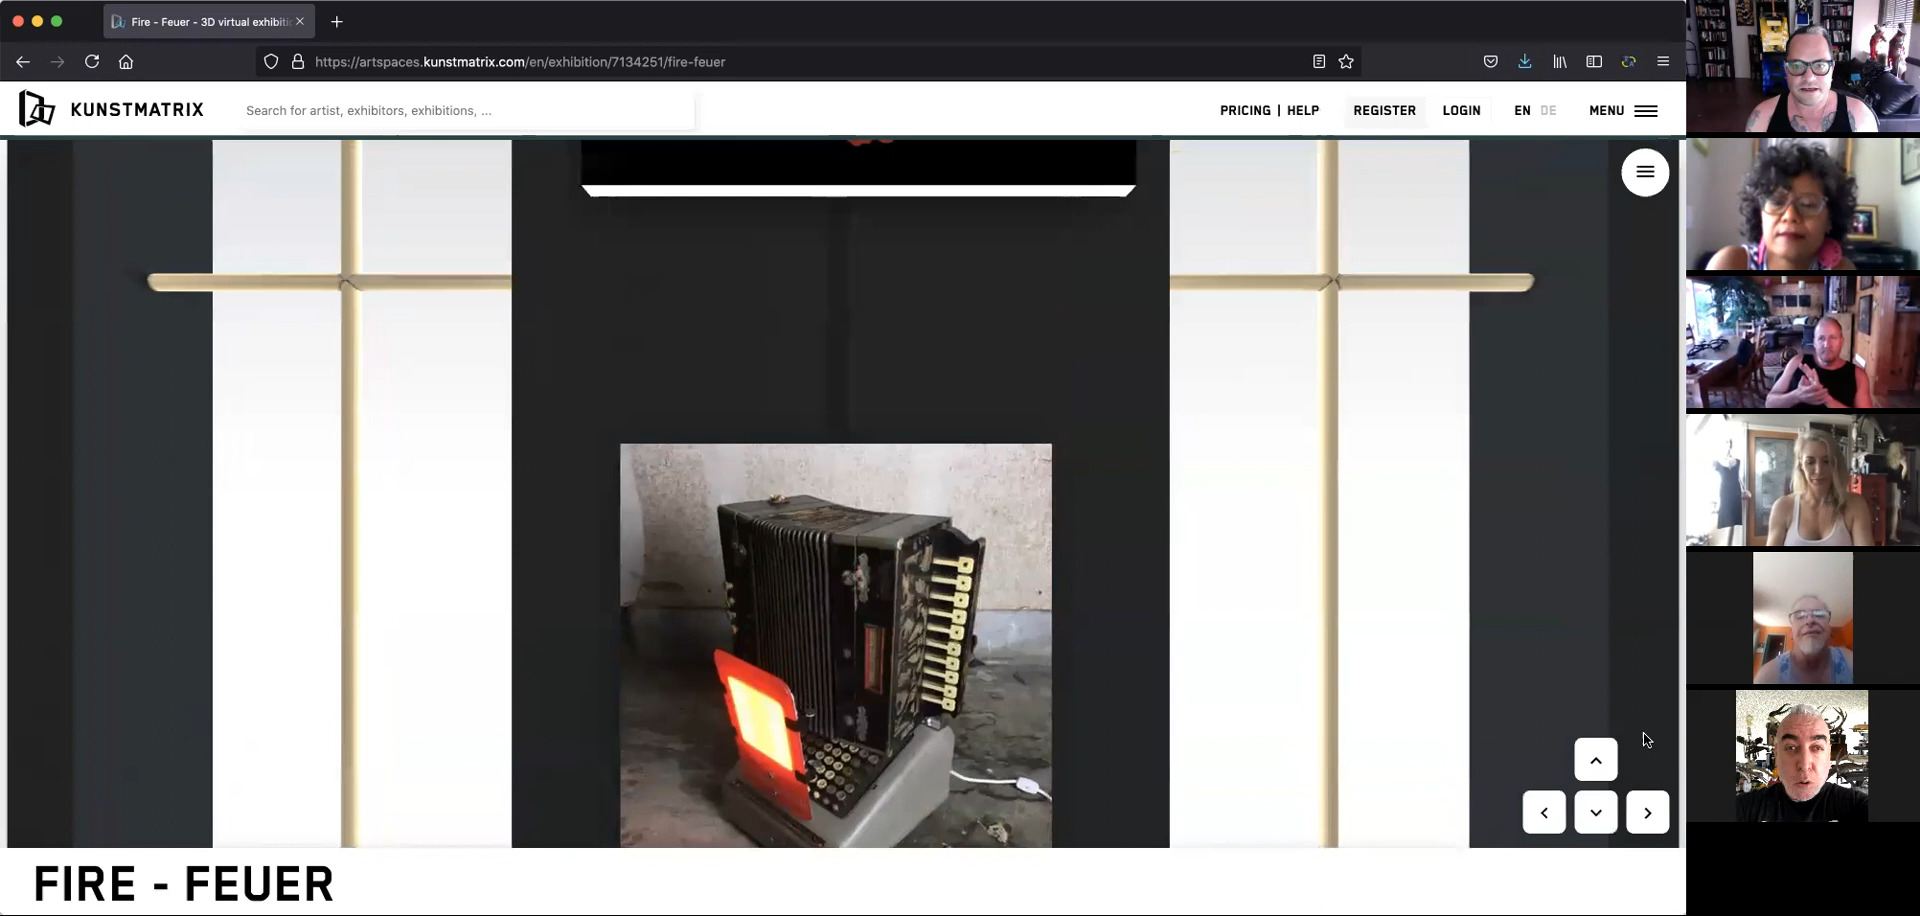 Fire - Feuer - 3D virtual exhibitio
https://artspaces.kunstmatrix.com/en/exhibition/7134251/fire-feuer
KUNSTMATRIX
Search for artist, exhibitors, exhibitions, ...
PRICING | HELP
REGISTER
LOGIN
EN DE
MENU
FIRE - FEUER